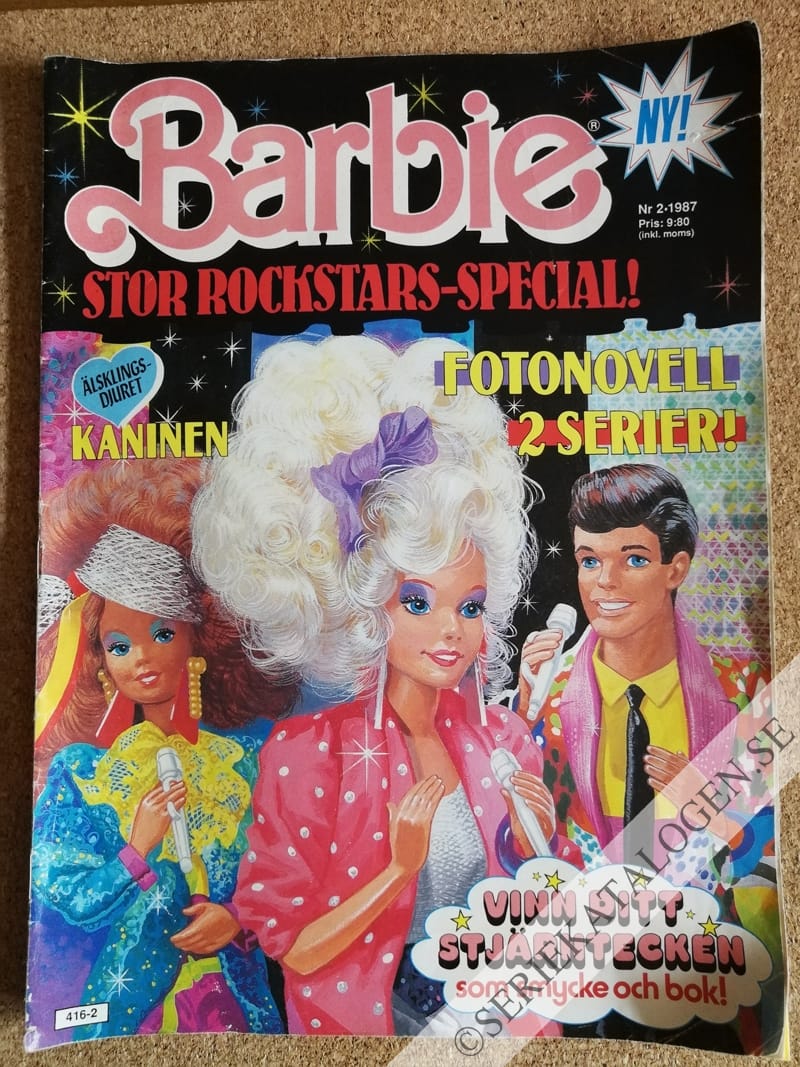 Barbie®
NY!
Nr 2·1987
Pris: 9:80
(inkl. moms)
STOR ROCKSTARS-SPECIAL!
ÄLSKLINGS-
DJURET
KANINEN
FOTONOVELL
2 SERIER!
VINN DITT
STJÄRNTECKEN
som smycke och bok!
416-2
©SERIEKATALOGEN.SE